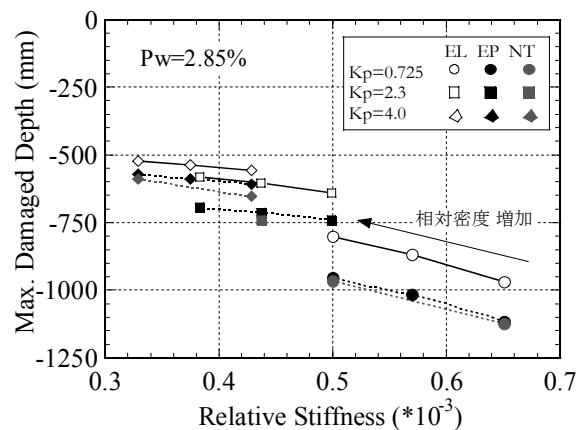 0
-250
-500
-750
-1000
-1250
Max. Damaged Depth (mm)
Pw=2.85%
EL EP NT
Kp=0.725
Kp=2.3
Kp=4.0
相対密度 增加
0.3 0.4 0.5 0.6 0.7
Relative Stiffness (*10-3)